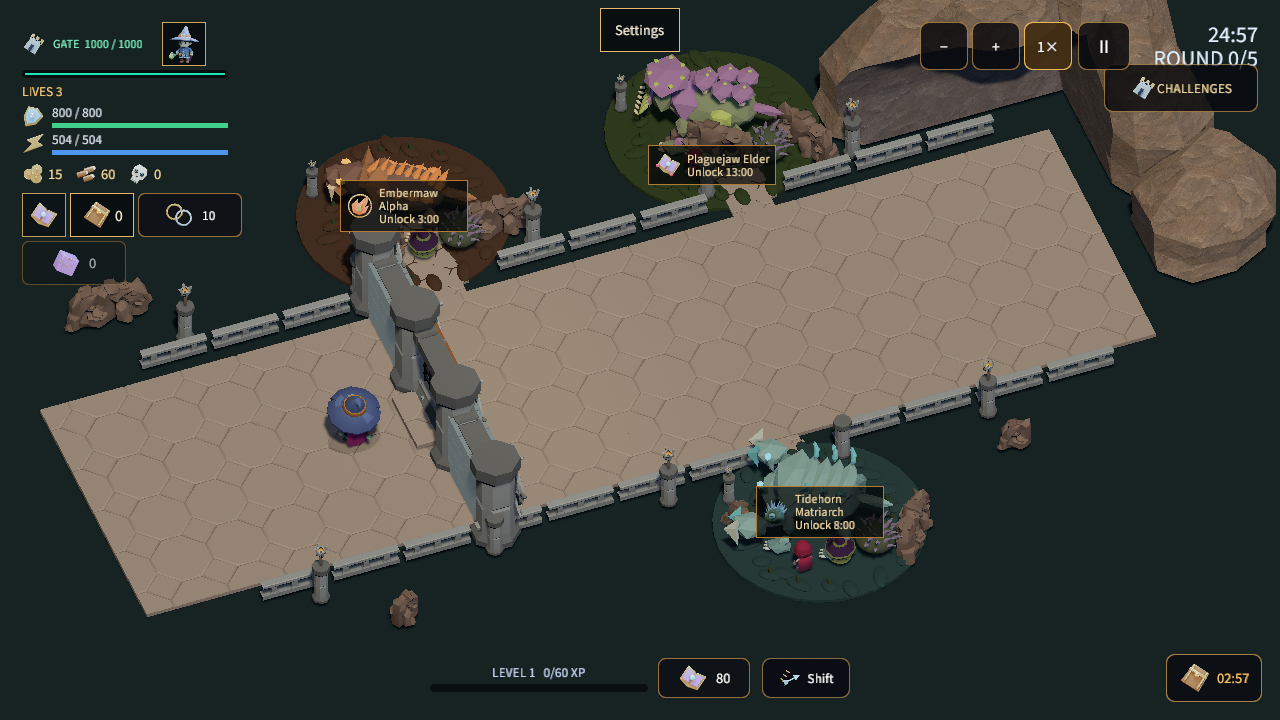 GATE 1000 / 1000
LIVES 3
800 / 800
504 / 504
15 60 0
0 10
0
Settings
− + 1× II
24:57
ROUND 0/5
CHALLENGES
Plaguejaw Elder
Unlock 13:00
Embermaw
Alpha
Unlock 3:00
Tidehorn
Matriarch
Unlock 8:00
LEVEL 1 0/60 XP
80
Shift
02:57